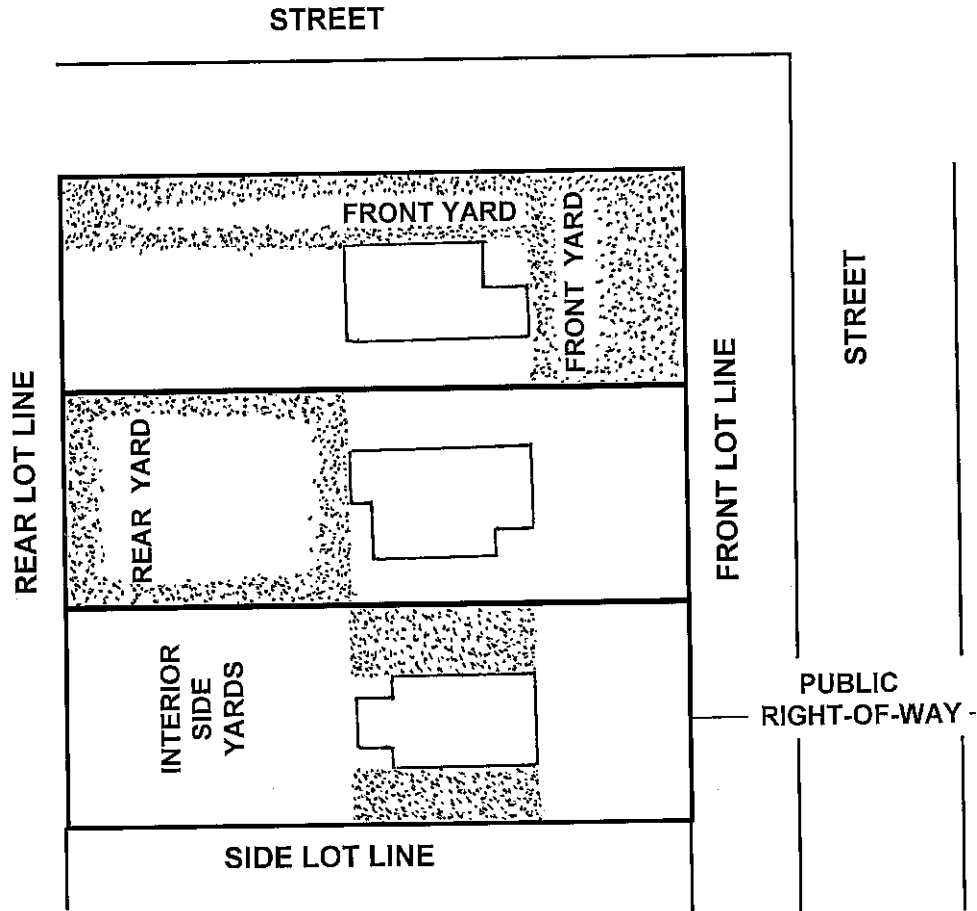 STREET
FRONT YARD
FRONT YARD
STREET
REAR LOT LINE
REAR YARD
FRONT LOT LINE
INTERIOR
SIDE
YARDS
PUBLIC
RIGHT-OF-WAY
SIDE LOT LINE